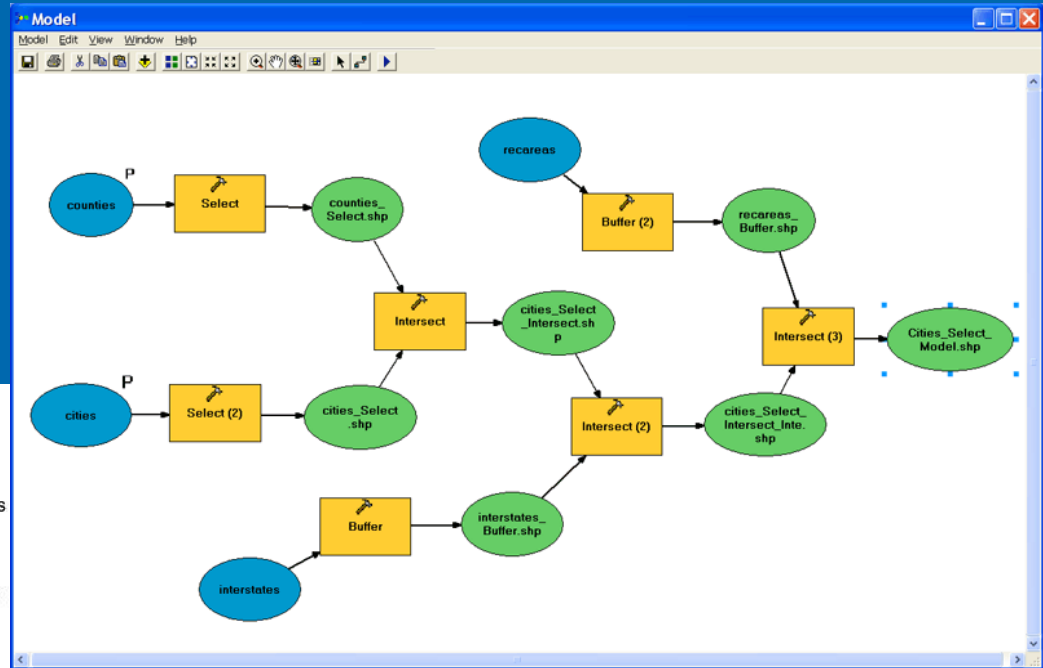 Model
Model Edit View Window Help
recareas
P
counties
Select
counties_
Select.shp
Buffer (2)
recareas_
Buffer.shp
Intersect
cities_Select
_Intersect.sh
p
Intersect (3)
Cities_Select_
Model.shp
P
cities
Select (2)
cities_Select
.shp
Intersect (2)
cities_Select_
Intersect_Inte.
shp
s
Buffer
interstates_
Buffer.shp
interstates